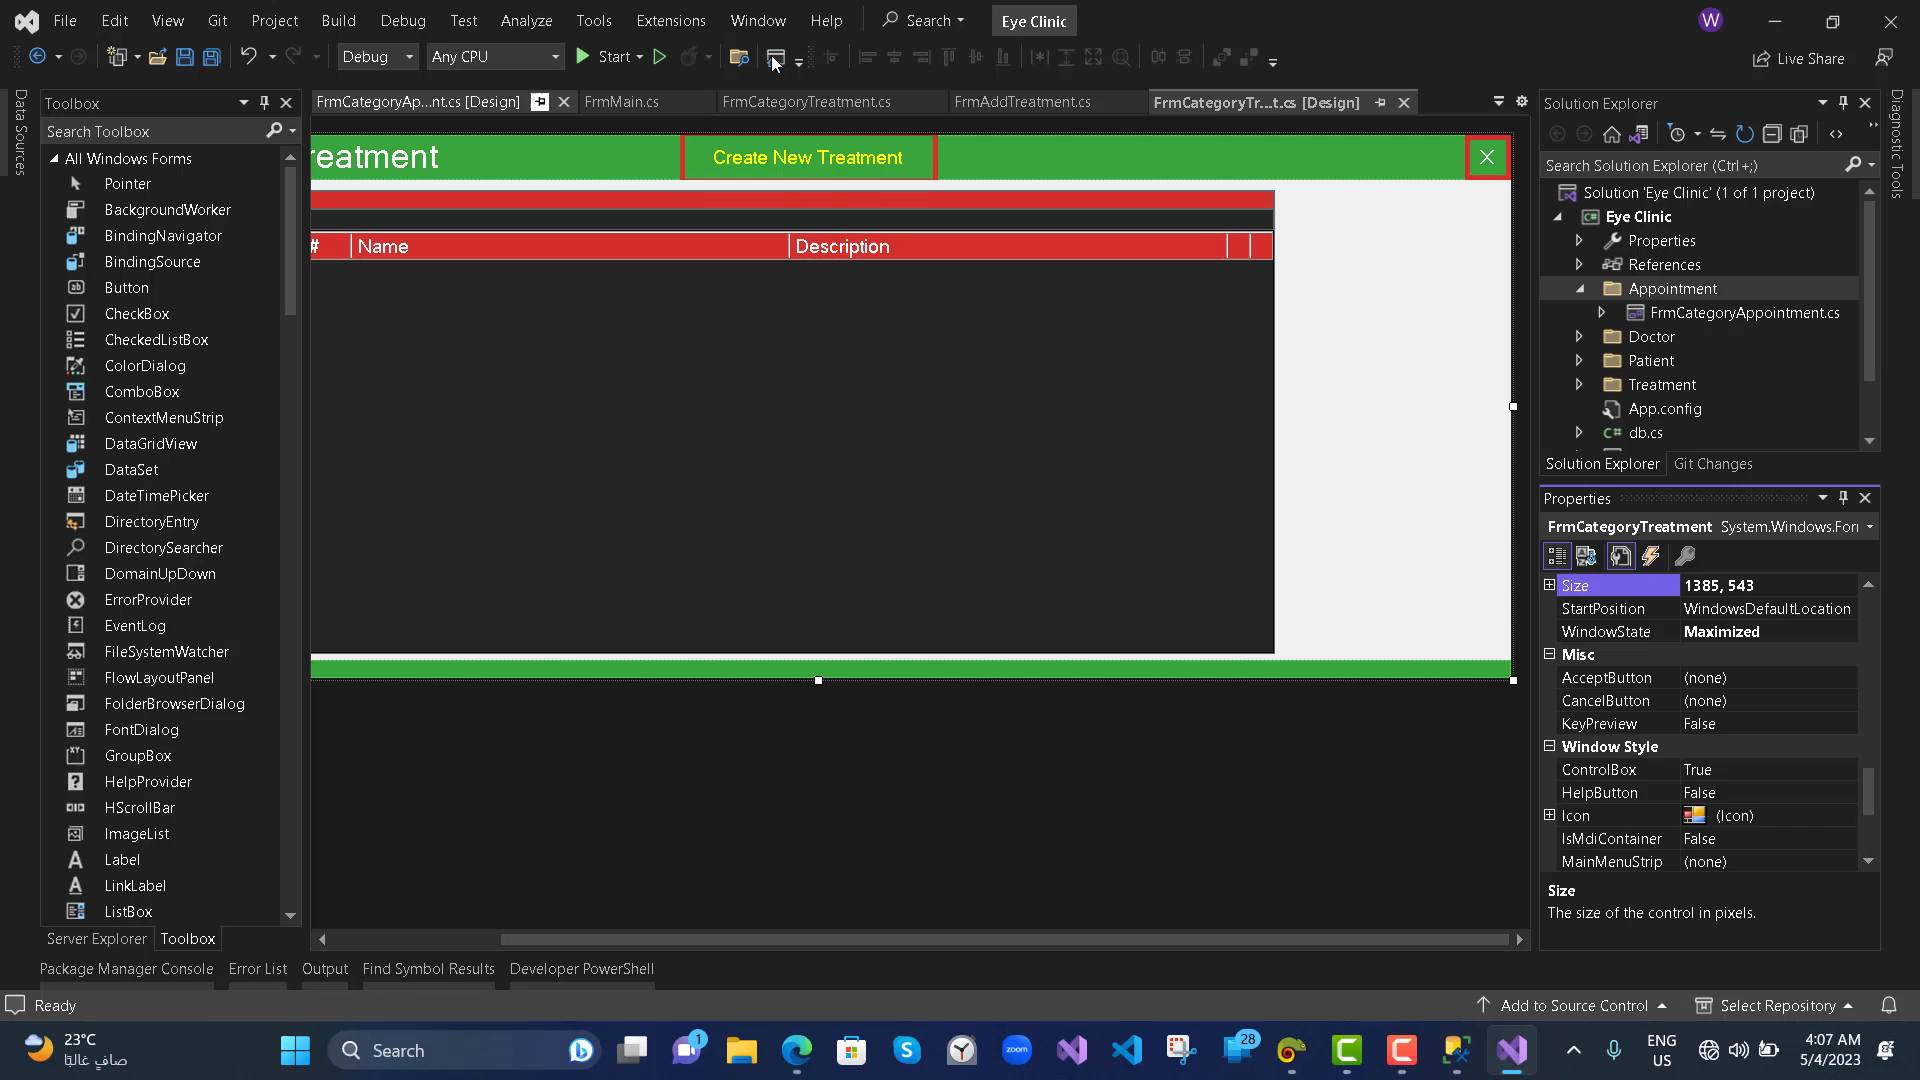 File Edit View Git Project Build Debug Test Analyze Tools Extensions Window Help Search Eye Clinic W
Debug Any CPU Start Live Share
Data Sources
Toolbox
Search Toolbox
All Windows Forms
Pointer
BackgroundWorker
BindingNavigator
BindingSource
Button
CheckBox
CheckedListBox
ColorDialog
ComboBox
ContextMenuStrip
DataGridView
DataSet
DateTimePicker
DirectoryEntry
DirectorySearcher
DomainUpDown
ErrorProvider
EventLog
FileSystemWatcher
FlowLayoutPanel
FolderBrowserDialog
FontDialog
GroupBox
HelpProvider
HScrollBar
ImageList
Label
LinkLabel
ListBox
Server Explorer Toolbox
FrmCategoryAp...nt.cs [Design] FrmMain.cs FrmCategoryTreatment.cs FrmAddTreatment.cs FrmCategoryTr...t.cs [Design]
reatment Create New Treatment
# Name Description
Solution Explorer
Search Solution Explorer (Ctrl+;)
Solution 'Eye Clinic' (1 of 1 project)
Eye Clinic
Properties
References
Appointment
FrmCategoryAppointment.cs
Doctor
Patient
Treatment
App.config
C# db.cs
Solution Explorer Git Changes
Diagnostic Tools
Properties
FrmCategoryTreatment System.Windows.For
Size 1385, 543
StartPosition WindowsDefaultLocation
WindowState Maximized
Misc
AcceptButton (none)
CancelButton (none)
KeyPreview False
Window Style
ControlBox True
HelpButton False
Icon (Icon)
IsMdiContainer False
MainMenuStrip (none)
Size
The size of the control in pixels.
Package Manager Console Error List Output Find Symbol Results Developer PowerShell
Ready Add to Source Control Select Repository
23°C
صافٍ غالبًا
Search 1 zoom 28
ENG
US
4:07 AM
5/4/2023